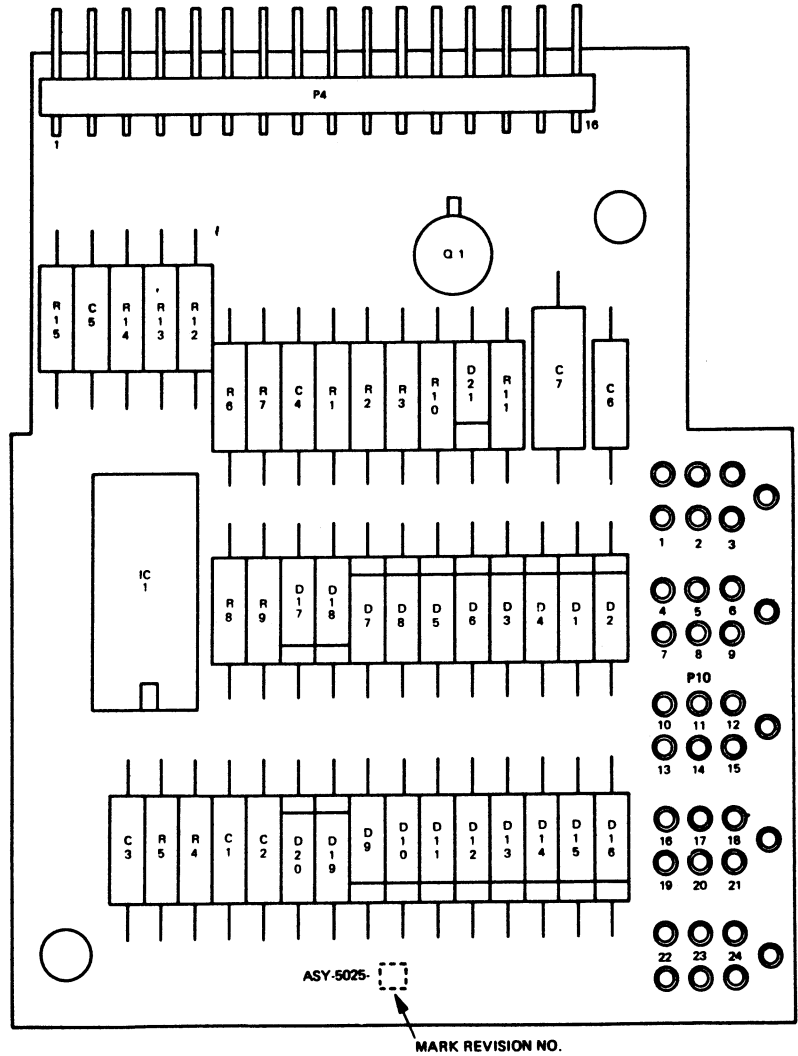 P4
1
16
Q 1
R15
C5
R14
R13
R12
R6
R7
C4
R1
R2
R3
R10
D21
R11
C7
C6
1 2 3
IC
1
R8
R9
D17
D18
D7
D8
D5
D6
D3
D4
D1
D2
4 5 6
7 8 9
P10
10 11 12
13 14 15
C3
R5
R4
C1
C2
D20
D19
D9
D10
D11
D12
D13
D14
D15
D16
16 17 18
19 20 21
22 23 24
ASY-5025-
MARK REVISION NO.